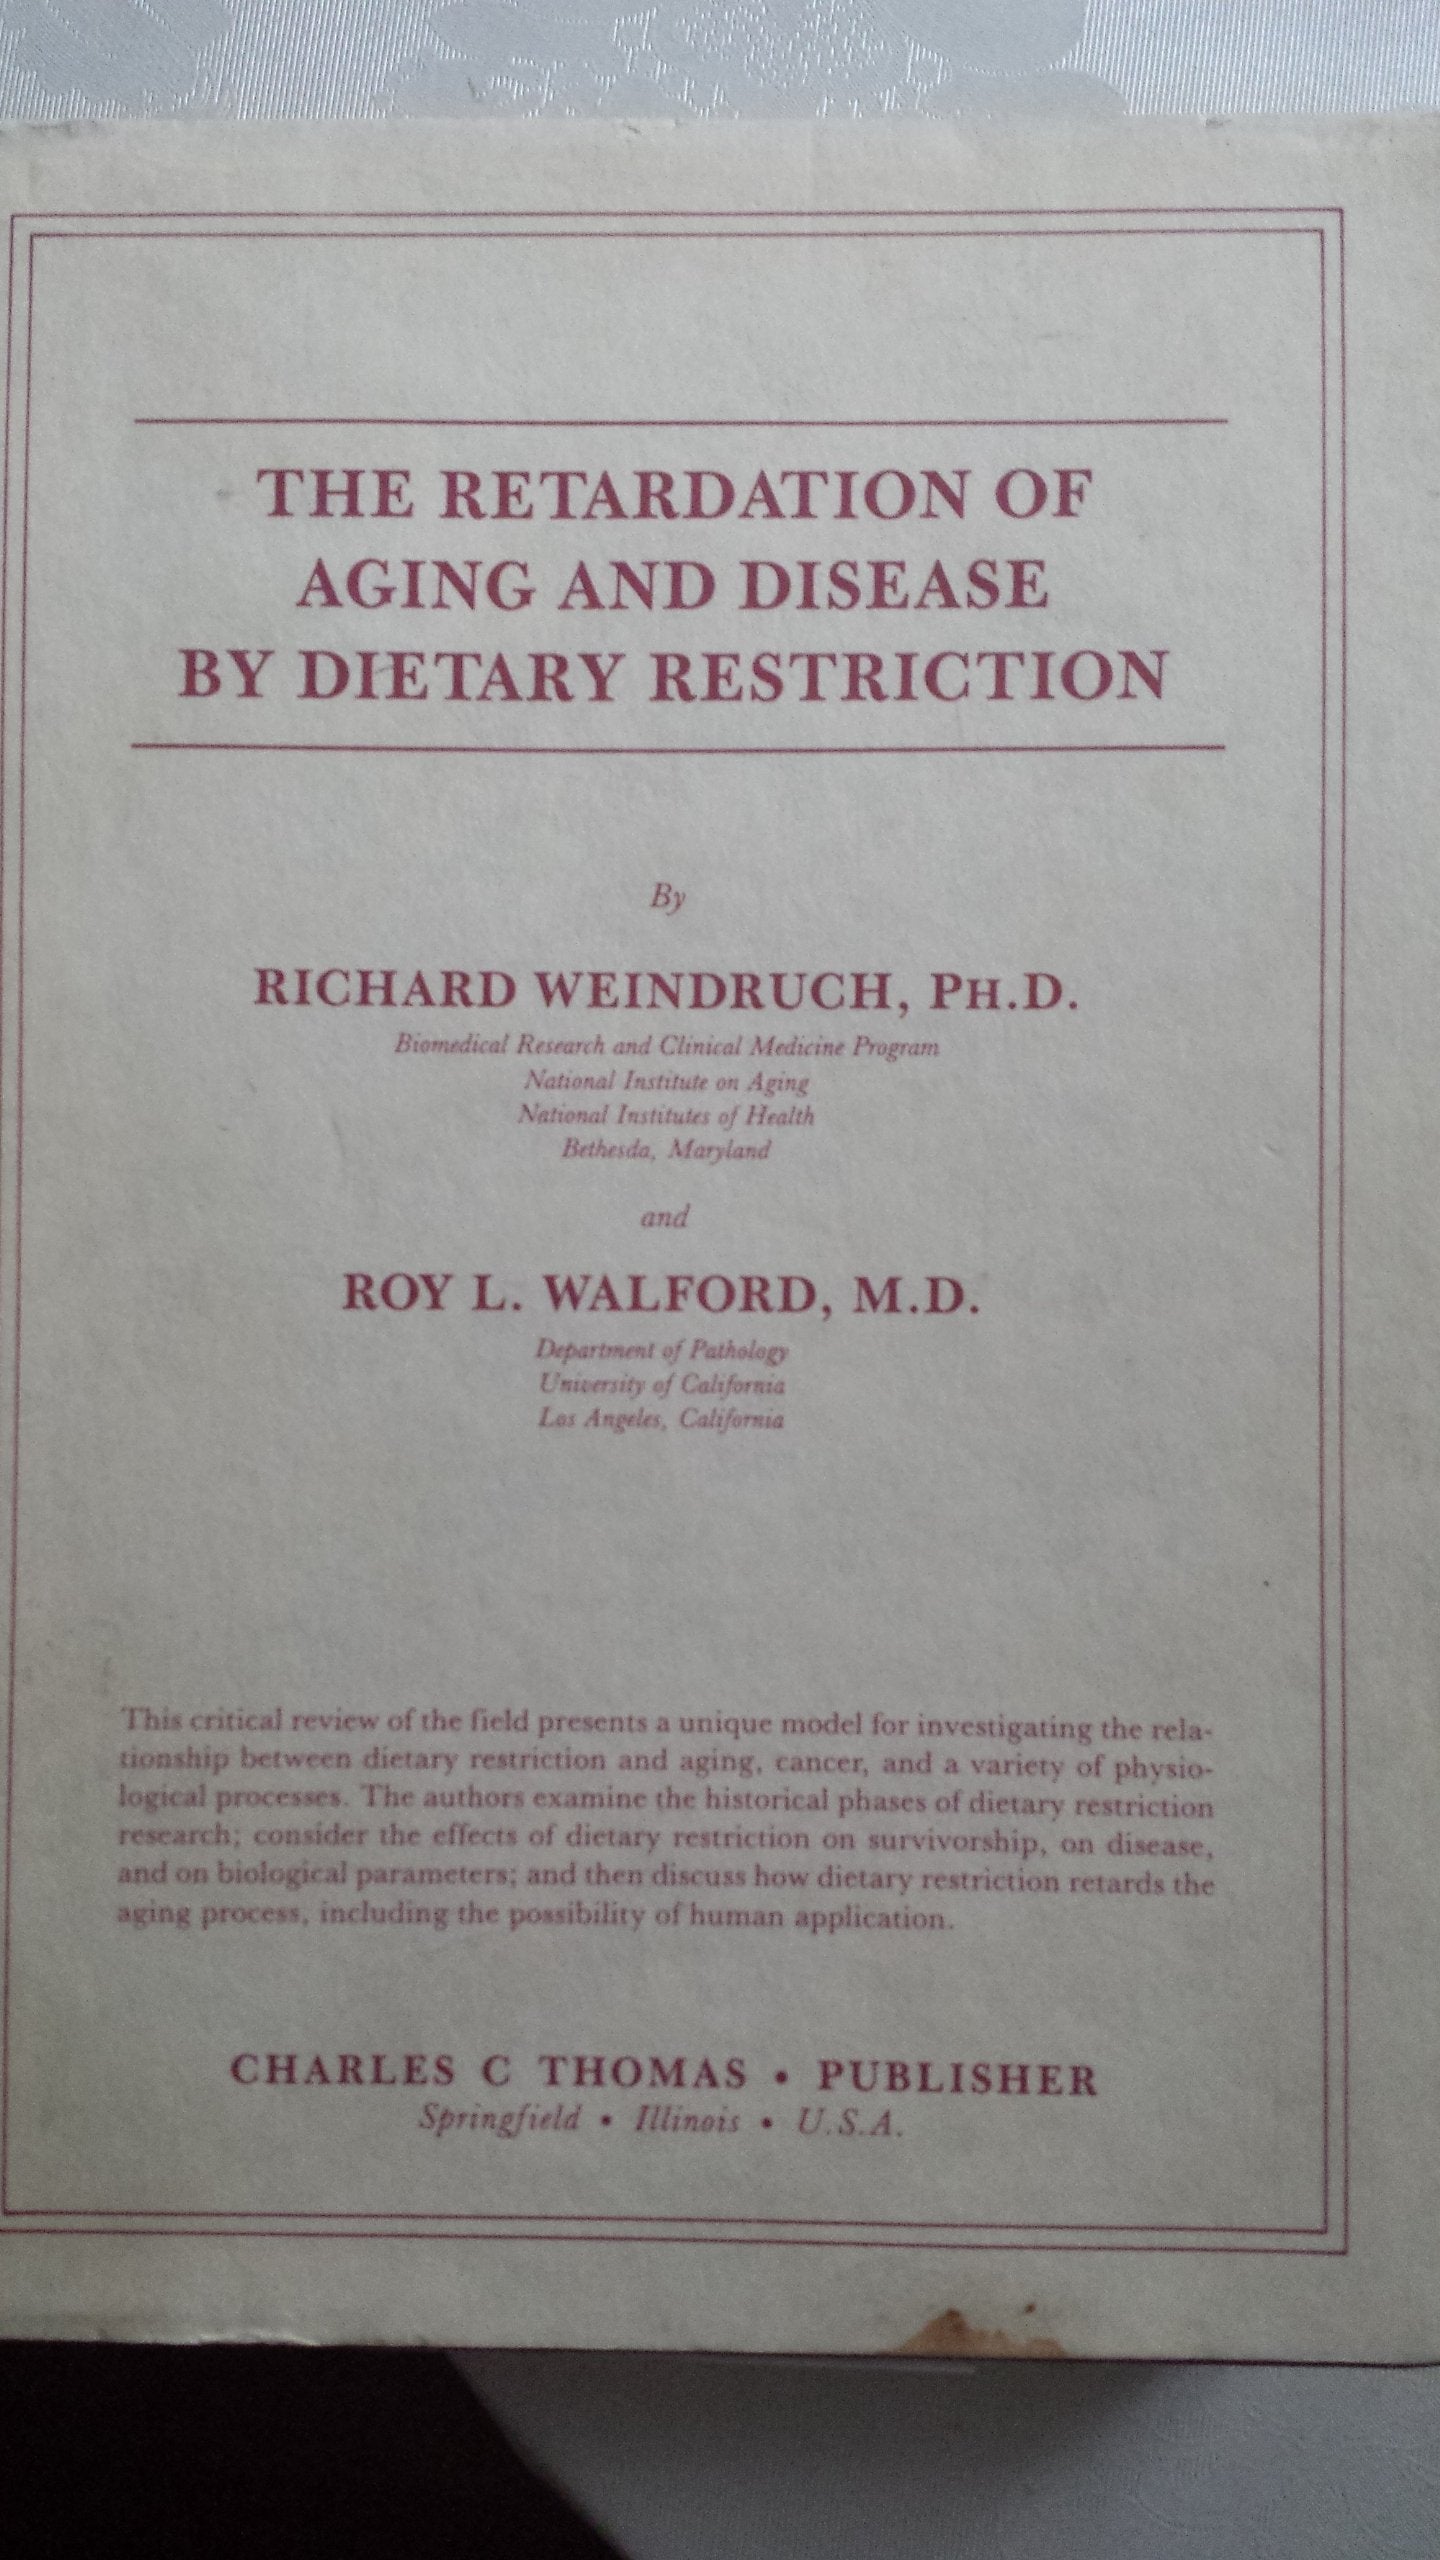 THE RETARDATION OF
AGING AND DISEASE
BY DIETARY RESTRICTION
By
RICHARD WEINDRUCH, PH.D.
Biomedical Research and Clinical Medicine Program
National Institute on Aging
National Institutes of Health
Bethesda, Maryland
and
ROY L. WALFORD, M.D.
Department of Pathology
University of California
Los Angeles, California
This critical review of the field presents a unique model for investigating the rela-
tionship between dietary restriction and aging, cancer, and a variety of physio-
logical processes. The authors examine the historical phases of dietary restriction
research; consider the effects of dietary restriction on survivorship, on disease,
and on biological parameters; and then discuss how dietary restriction retards the
aging process, including the possibility of human application.
CHARLES C THOMAS • PUBLISHER
Springfield • Illinois • U.S.A.